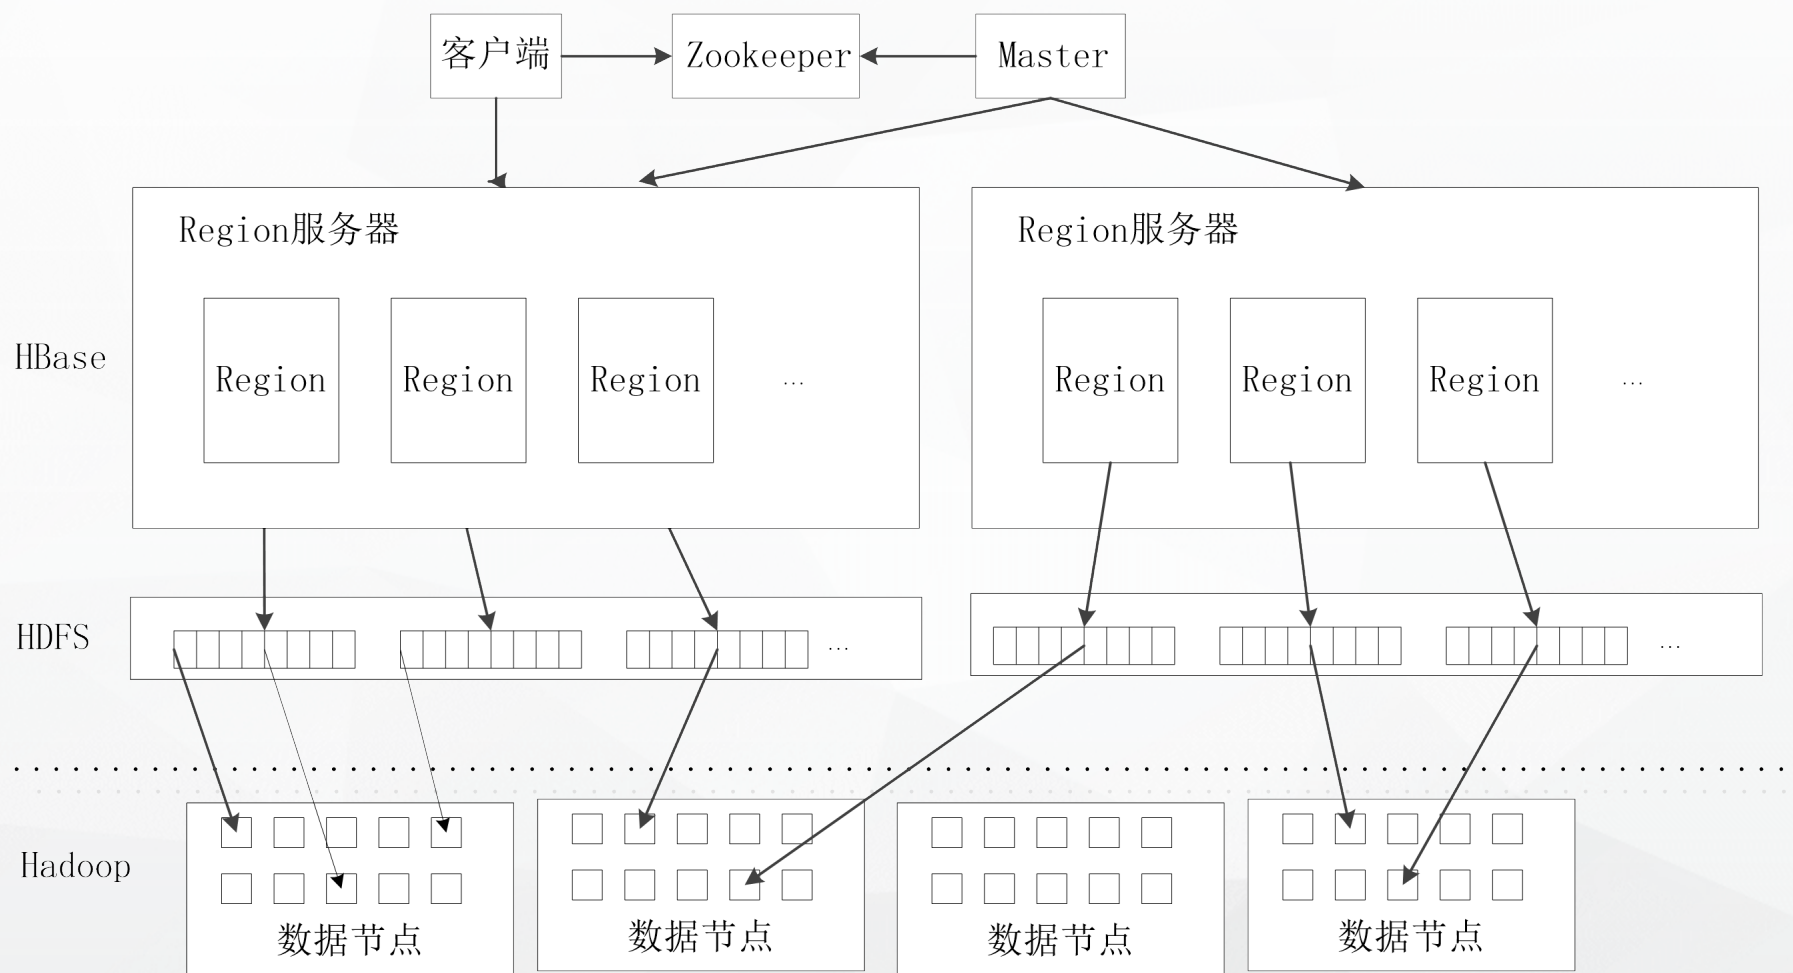 客户端
Zookeeper
Master
Region服务器
Region服务器
HBase
Region
Region
Region
...
Region
Region
Region
...
HDFS
...
...
Hadoop
数据节点
数据节点
数据节点
数据节点